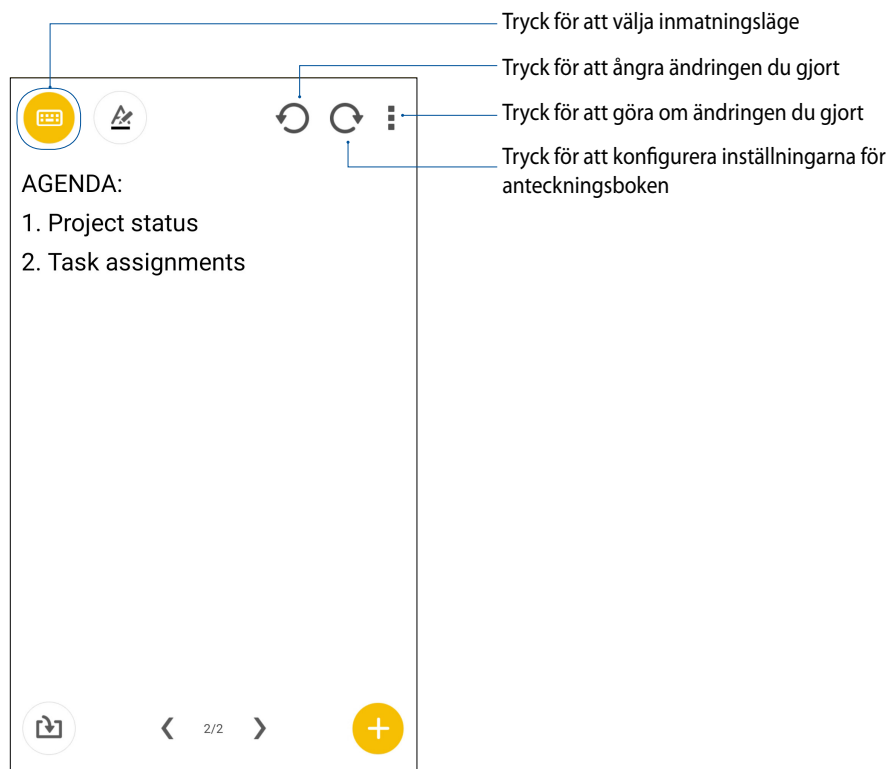 Tryck för att välja inmatningsläge
Tryck för att ångra ändringen du gjort
Tryck för att göra om ändringen du gjort
Tryck för att konfigurera inställningarna för
anteckningsboken
AGENDA:
1. Project status
2. Task assignments
2/2